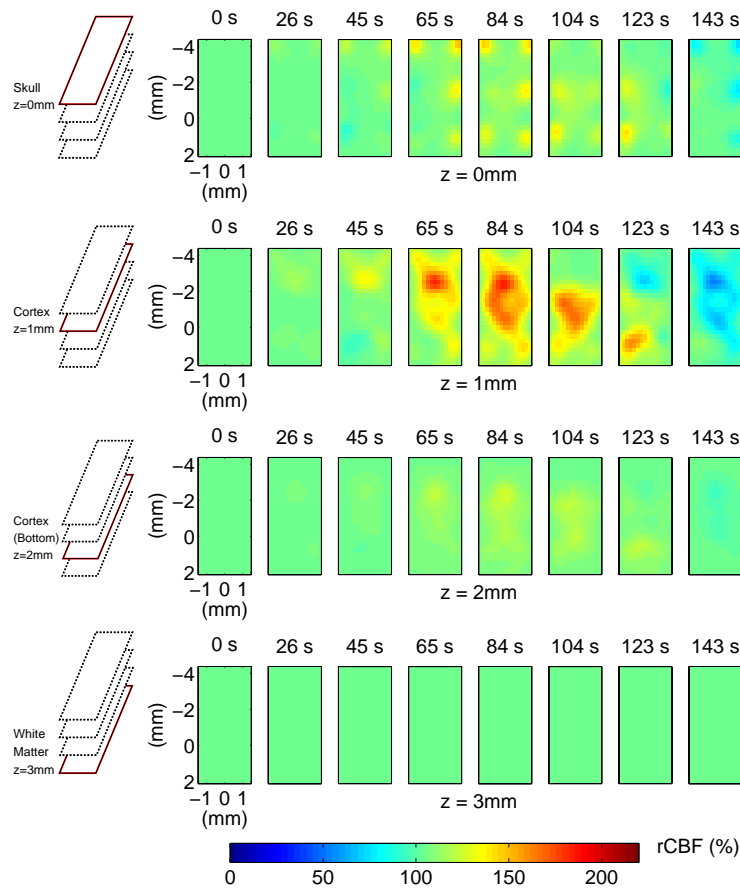 0 s 26 s 45 s 65 s 84 s 104 s 123 s 143 s
−4
−2
0
2
(mm)
Skull
z=0mm
−1 0 1
(mm)
z = 0mm
0 s 26 s 45 s 65 s 84 s 104 s 123 s 143 s
−4
−2
0
2
(mm)
Cortex
z=1mm
−1 0 1
(mm)
z = 1mm
0 s 26 s 45 s 65 s 84 s 104 s 123 s 143 s
−4
−2
0
2
(mm)
Cortex
(Bottom)
z=2mm
−1 0 1
(mm)
z = 2mm
0 s 26 s 45 s 65 s 84 s 104 s 123 s 143 s
−4
−2
0
2
(mm)
White
Matter
z=3mm
−1 0 1
(mm)
z = 3mm
rCBF (%)
0 50 100 150 200